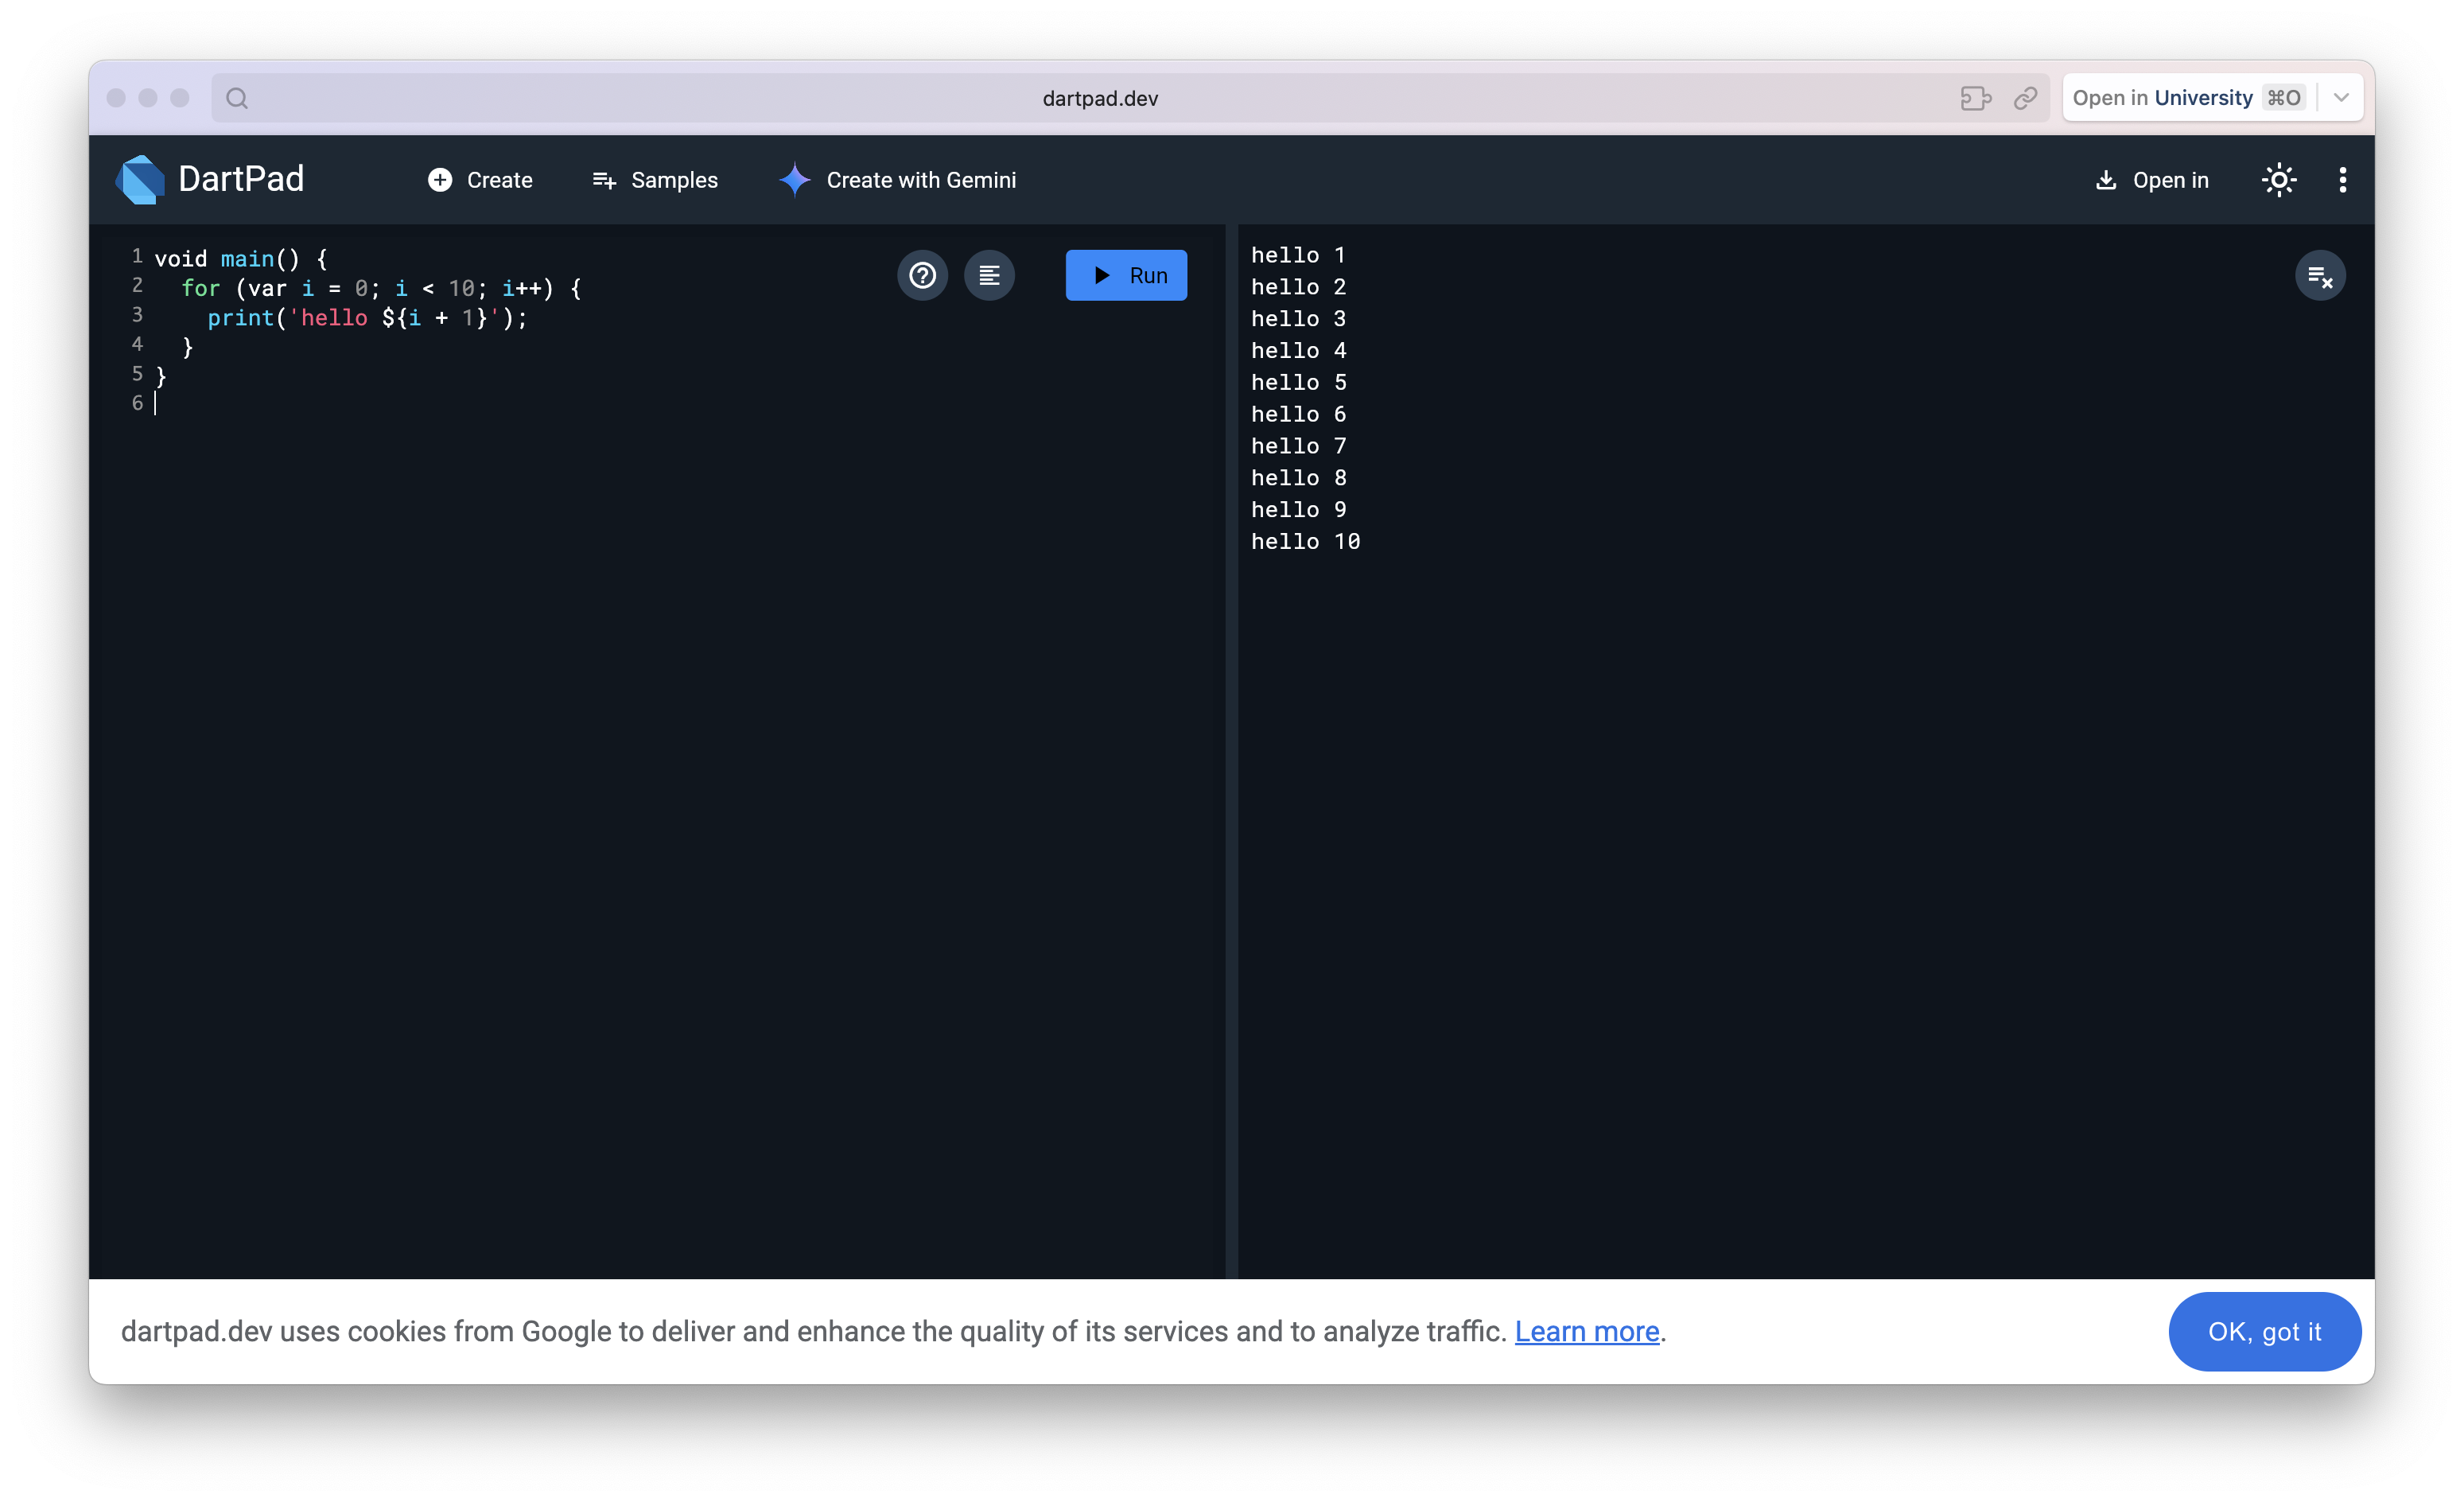 dartpad.dev
Open in University ⌘O
DartPad
Create
Samples
Create with Gemini
Open in
1 void main() {
2   for (var i = 0; i < 10; i++) {
3     print('hello ${i + 1}');
4   }
5 }
6
Run
hello 1
hello 2
hello 3
hello 4
hello 5
hello 6
hello 7
hello 8
hello 9
hello 10
dartpad.dev uses cookies from Google to deliver and enhance the quality of its services and to analyze traffic. Learn more.
OK, got it